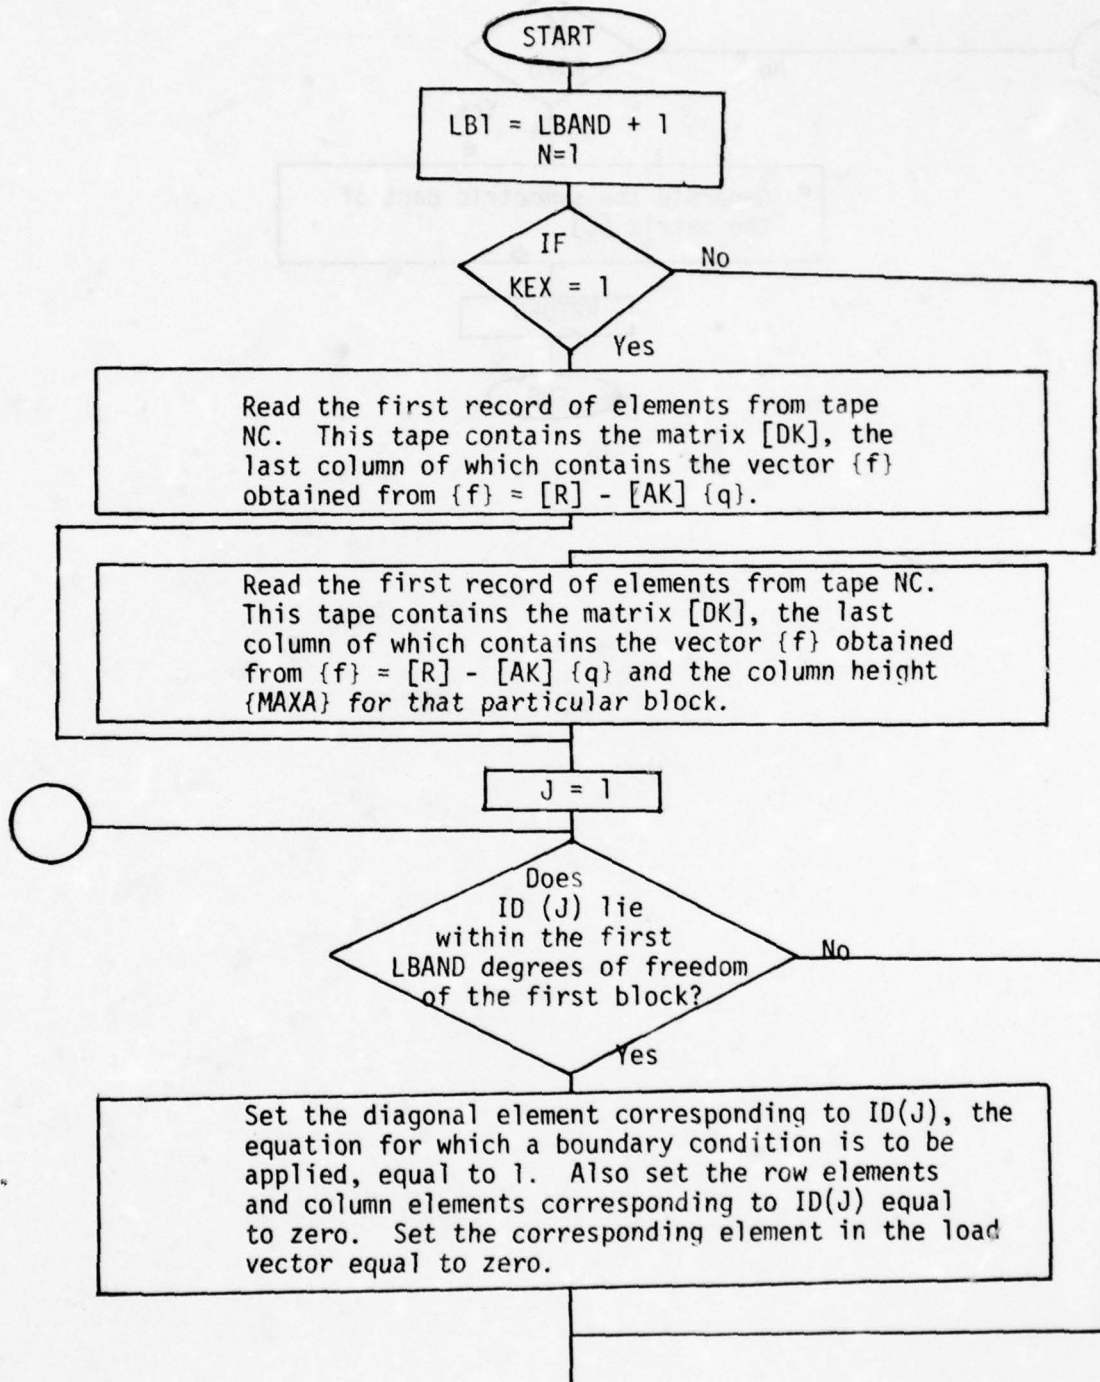 START
LB1 = LBAND + 1
N=1
IF
KEX = 1
No
Yes
Read the first record of elements from tape
NC. This tape contains the matrix [DK], the
last column of which contains the vector {f}
obtained from {f} = [R] - [AK] {q}.
Read the first record of elements from tape NC.
This tape contains the matrix [DK], the last
column of which contains the vector {f} obtained
from {f} = [R] - [AK] {q} and the column height
{MAXA} for that particular block.
J = 1
Does
ID (J) lie
within the first
LBAND degrees of freedom
of the first block?
No
Yes
Set the diagonal element corresponding to ID(J), the
equation for which a boundary condition is to be
applied, equal to 1. Also set the row elements
and column elements corresponding to ID(J) equal
to zero. Set the corresponding element in the load
vector equal to zero.